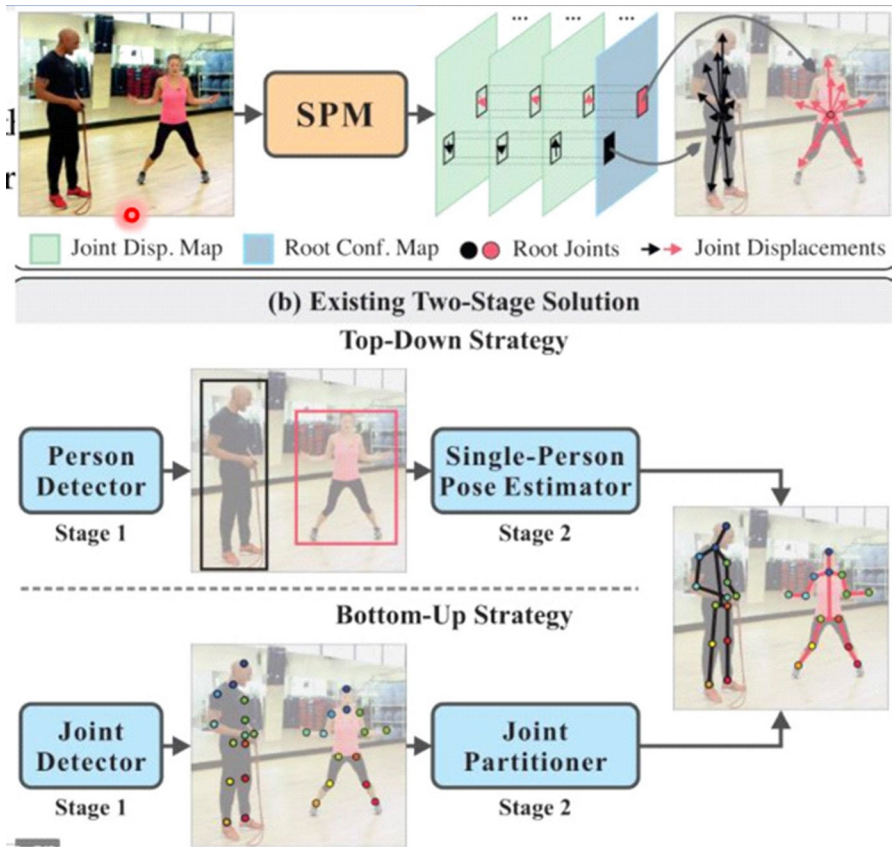 ...
SPM
Joint Disp. Map
Root Conf. Map
Root Joints
Joint Displacements
(b) Existing Two-Stage Solution
Top-Down Strategy
Person
Detector
Stage 1
Single-Person
Pose Estimator
Stage 2
Bottom-Up Strategy
Joint
Detector
Stage 1
Joint
Partitioner
Stage 2